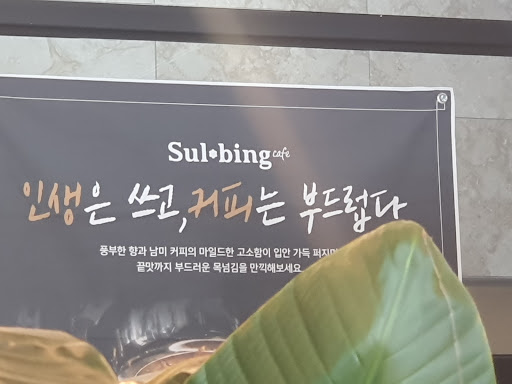 Sul*bing cafe
인생은 쓰고, 커피는 부드럽다
풍부한 향과 남미 커피의 마일드한 고소함이 입안 가득
끝맛까지 부드러운 목넘김을 만끽해보세요